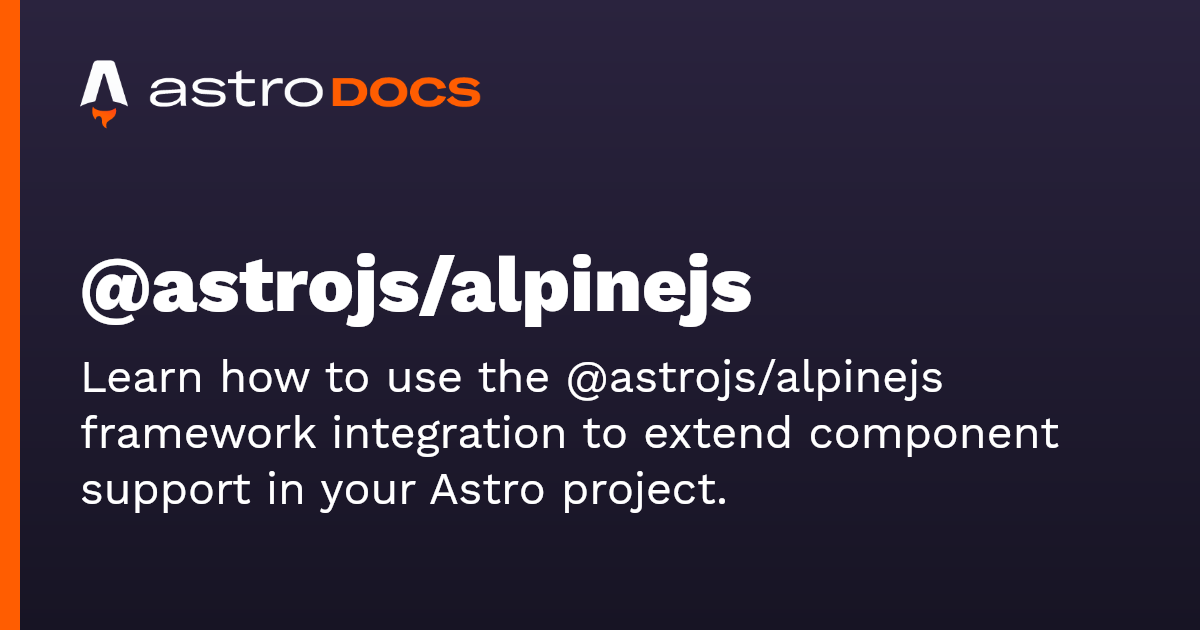 astro DOCS
@astrojs/alpinejs
Learn how to use the @astrojs/alpinejs
framework integration to extend component
support in your Astro project.